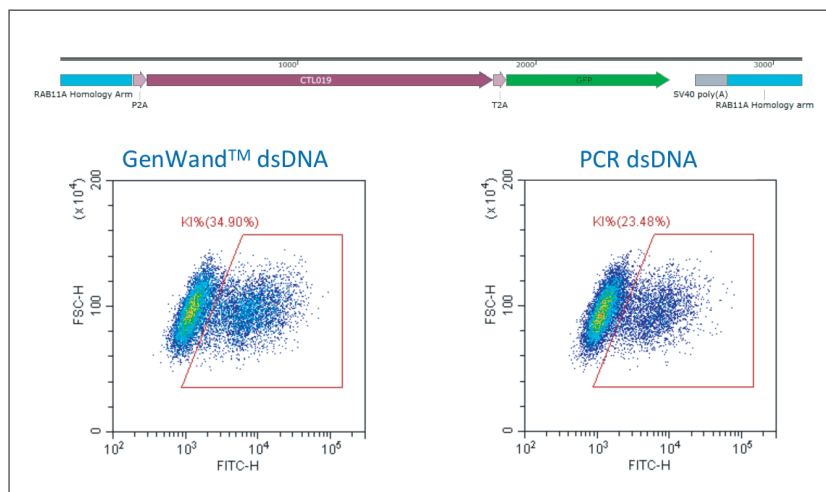 1000 2000 3000
CTL019 GFP
RAB11A Homology Arm P2A T2A SV40 poly(A) RAB11A Homology arm
GenWand™ dsDNA
200
(x 10⁴)
KI%(34.90%)
FSC-H
100
0
10² 10³ 10⁴ 10⁵
FITC-H
PCR dsDNA
200
(x 10⁴)
KI%(23.48%)
FSC-H
100
0
10² 10³ 10⁴ 10⁵
FITC-H